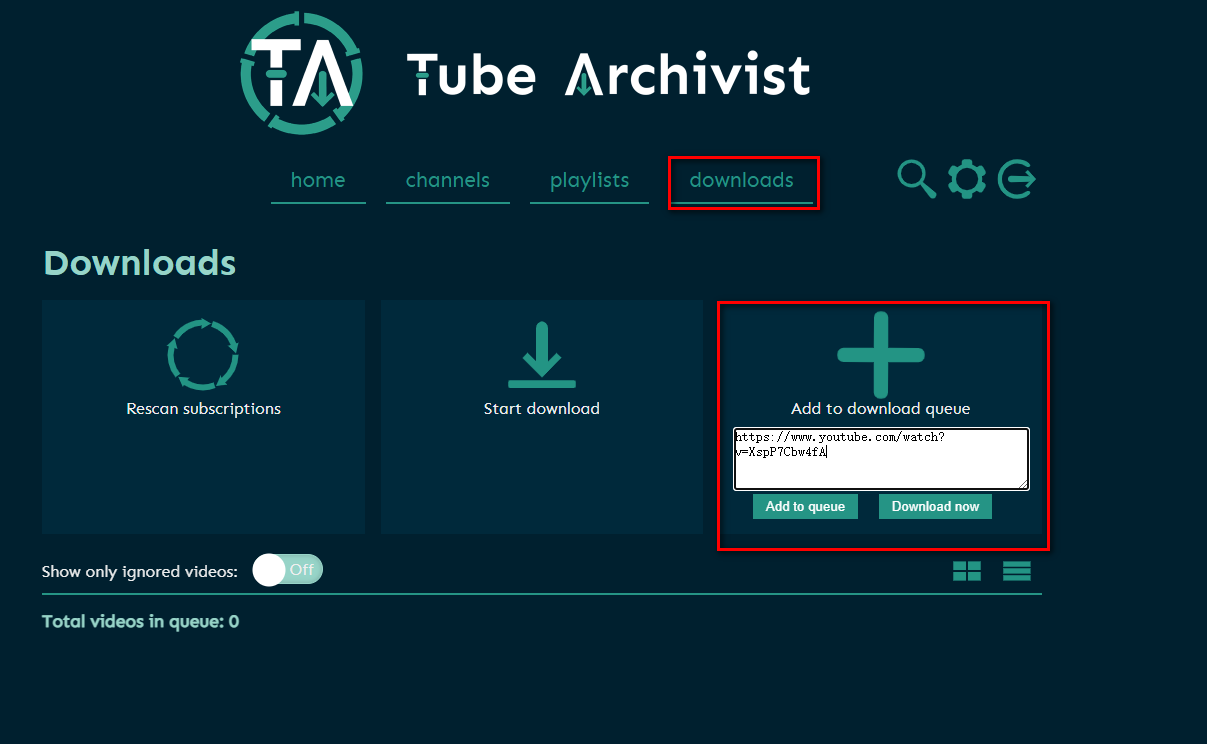 TA
Tube Archivist
home channels playlists downloads
Downloads
Rescan subscriptions
Start download
Add to download queue
https://www.youtube.com/watch?
v=XspP7Cbw4fA
Add to queue Download now
Show only ignored videos: Off
Total videos in queue: 0